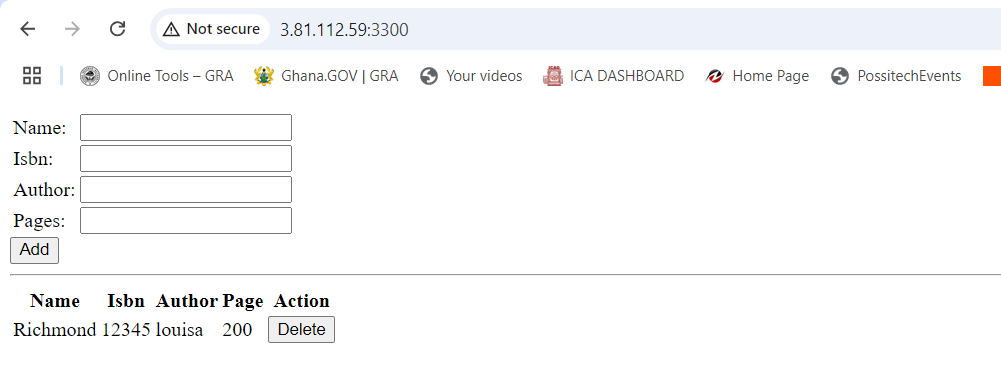 Not secure 3.81.112.59:3300
Online Tools – GRA Ghana.GOV | GRA Your videos ICA DASHBOARD Home Page PossitechEvents
Name:
Isbn:
Author:
Pages:
Add
Name Isbn Author Page Action
Richmond 12345 louisa 200 Delete